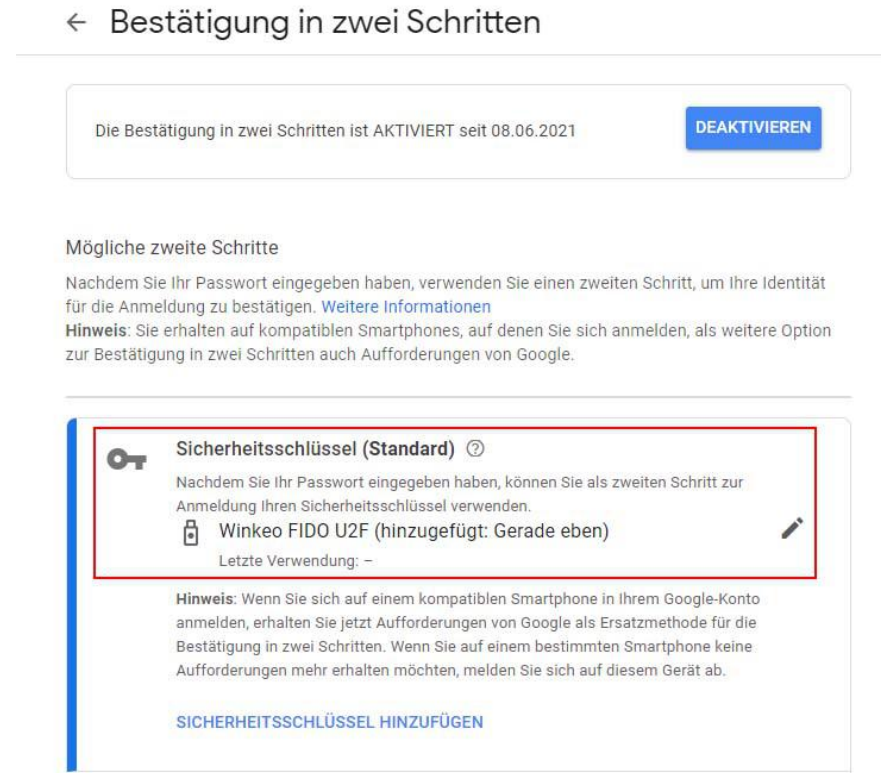 Bestätigung in zwei Schritten
Die Bestätigung in zwei Schritten ist AKTIVIERT seit 08.06.2021
DEAKTIVIEREN
Mögliche zweite Schritte
Nachdem Sie Ihr Passwort eingegeben haben, verwenden Sie einen zweiten Schritt, um Ihre Identität
für die Anmeldung zu bestätigen. Weitere Informationen
Hinweis: Sie erhalten auf kompatiblen Smartphones, auf denen Sie sich anmelden, als weitere Option
zur Bestätigung in zwei Schritten auch Aufforderungen von Google.
Sicherheitsschlüssel (Standard)
Nachdem Sie Ihr Passwort eingegeben haben, können Sie als zweiten Schritt zur
Anmeldung Ihren Sicherheitsschlüssel verwenden.
Winkeo FIDO U2F (hinzugefügt: Gerade eben)
Letzte Verwendung: –
Hinweis: Wenn Sie sich auf einem kompatiblen Smartphone in Ihrem Google-Konto
anmelden, erhalten Sie jetzt Aufforderungen von Google als Ersatzmethode für die
Bestätigung in zwei Schritten. Wenn Sie auf einem bestimmten Smartphone keine
Aufforderungen mehr erhalten möchten, melden Sie sich auf diesem Gerät ab.
SICHERHEITSSCHLÜSSEL HINZUFÜGEN